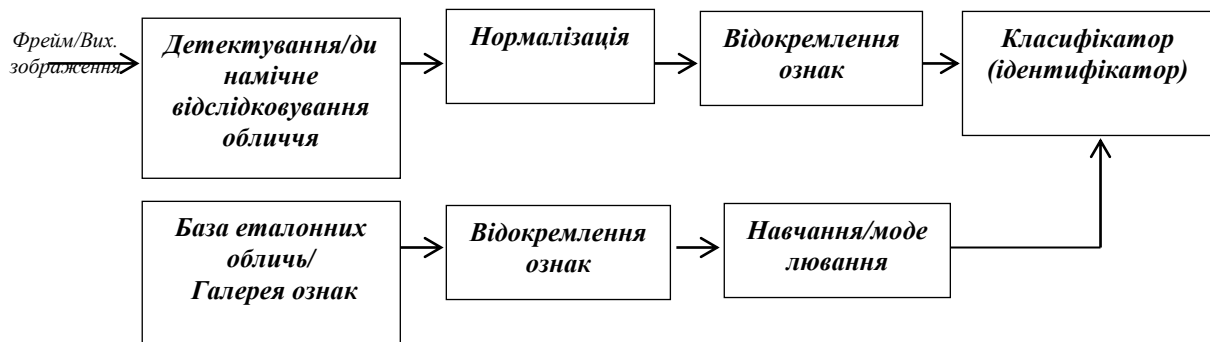 Фрейм/Вих.
зображення
Детектування/ди
намічне
відслідковування
обличчя
Нормалізація
Відокремлення
ознак
Класифікатор
(ідентифікатор)
База еталонних
обличь/
Галерея ознак
Відокремлення
ознак
Навчання/моде
лювання